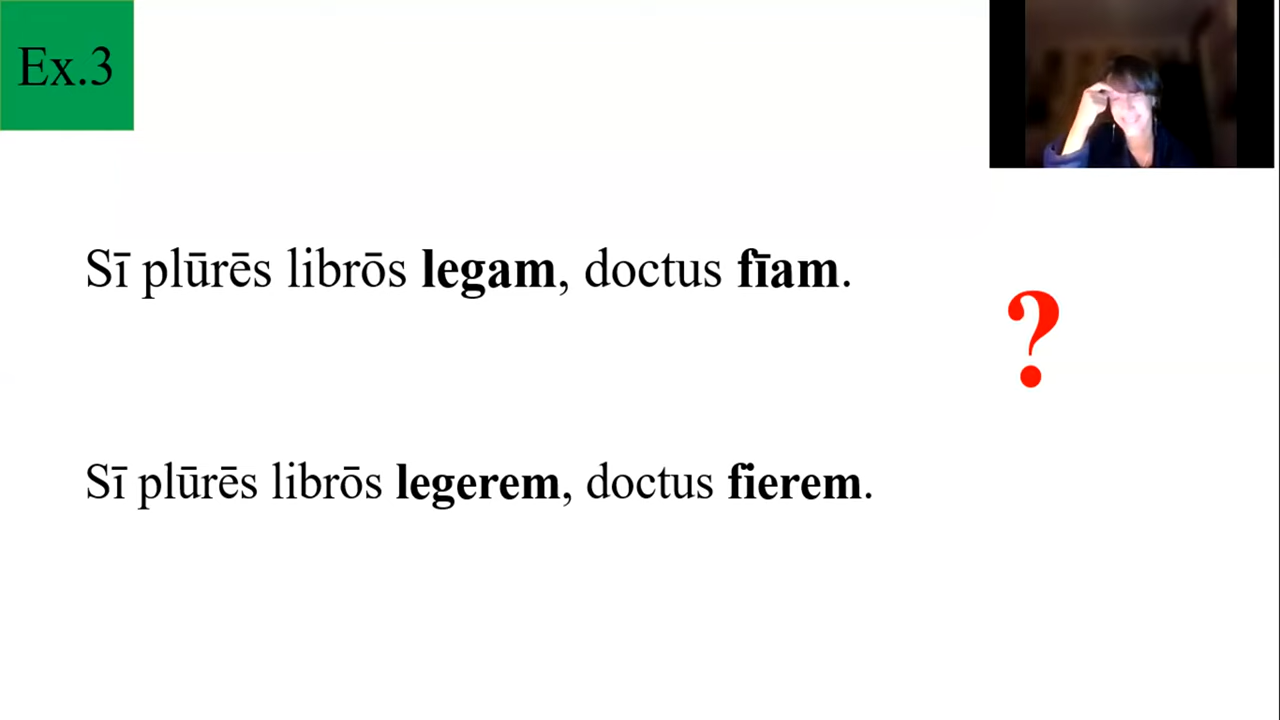 Ex.3
Sī plūrēs librōs legam, doctus fīam.
?
Sī plūrēs librōs legerem, doctus fierem.